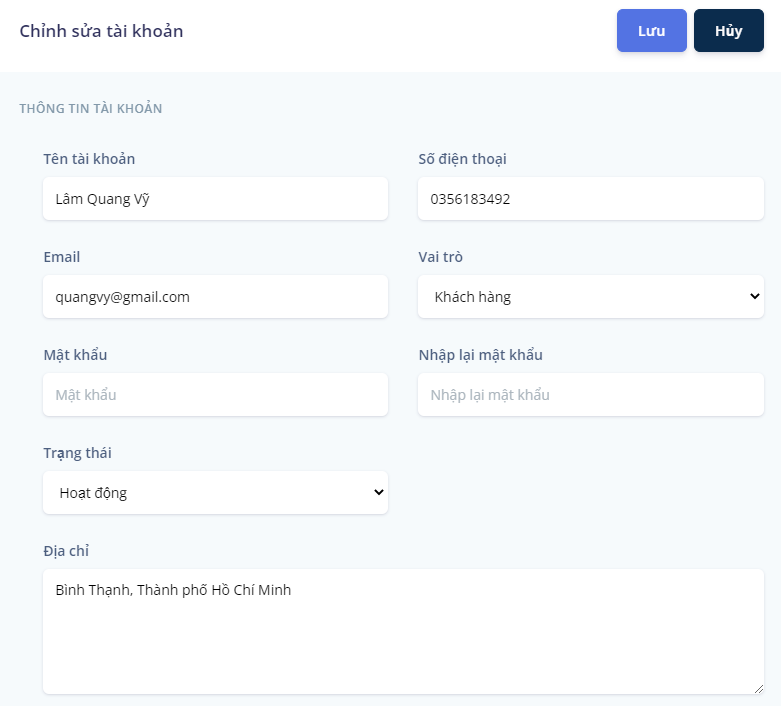 Chỉnh sửa tài khoản
Lưu
Hủy
THÔNG TIN TÀI KHOẢN
Tên tài khoản
Số điện thoại
Lâm Quang Vỹ
0356183492
Email
Vai trò
quangvy@gmail.com
Khách hàng
Mật khẩu
Nhập lại mật khẩu
Mật khẩu
Nhập lại mật khẩu
Trạng thái
Hoạt động
Địa chỉ
Bình Thạnh, Thành phố Hồ Chí Minh